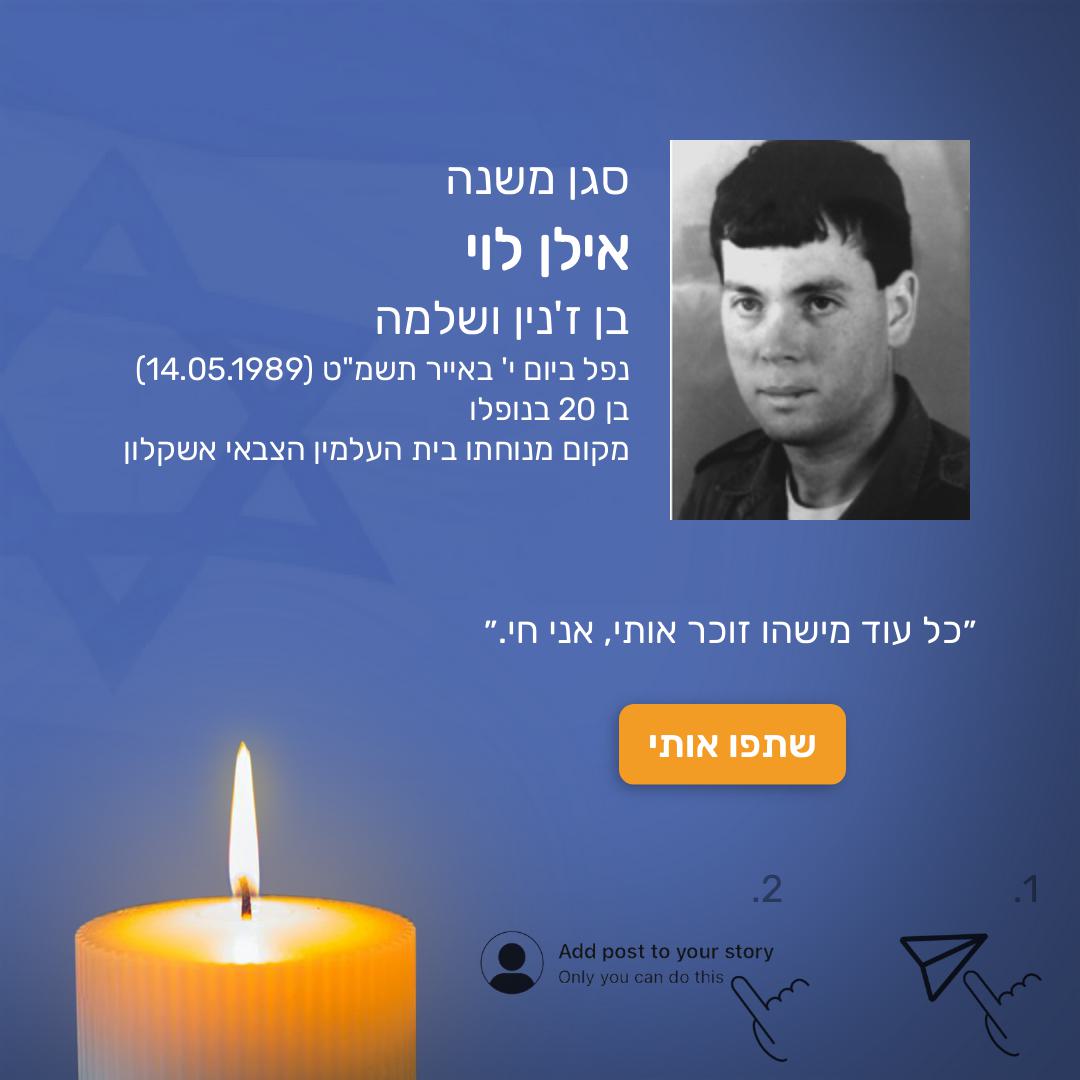 סגן משנה
אילן לוי
בן ז'נין ושלמה
נפל ביום י' באייר תשמ"ט (14.05.1989)
בן 20 בנופלו
מקום מנוחתו בית העלמין הצבאי אשקלון
״כל עוד מישהו זוכר אותי, אני חי.״
שתפו אותי
1.
2.
Add post to your story
Only you can do this